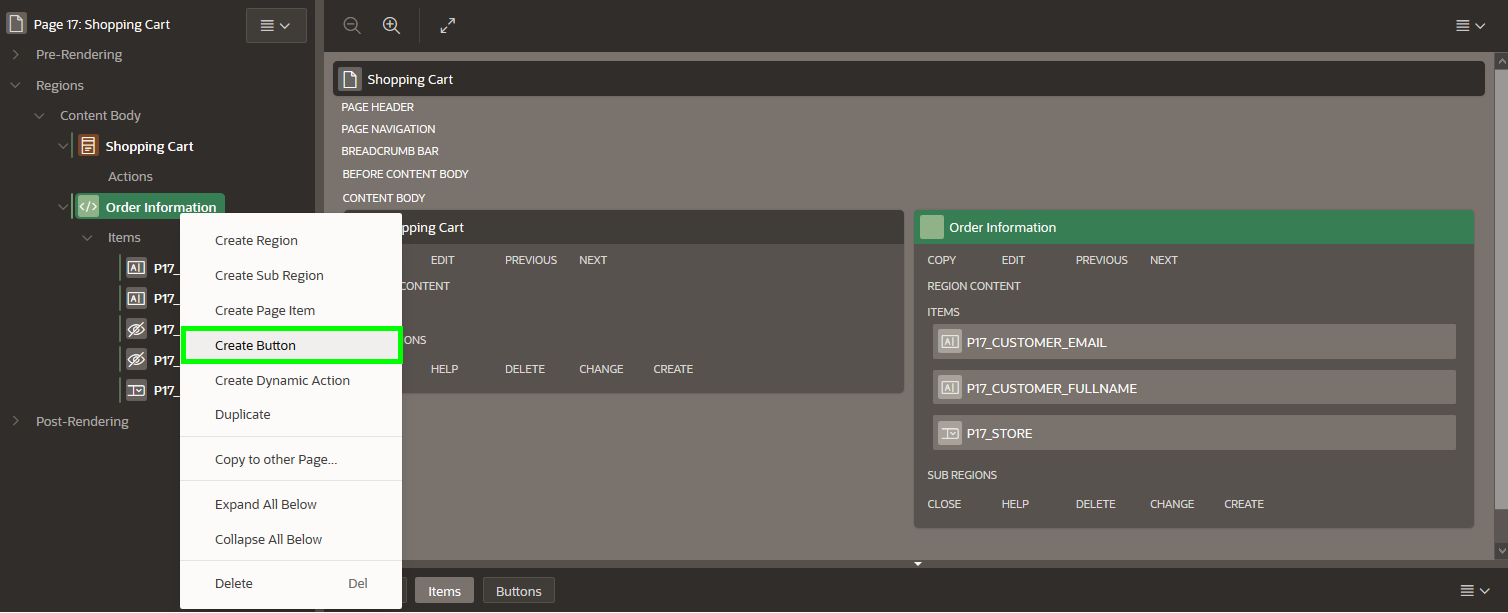 Page 17: Shopping Cart
Pre-Rendering
Regions
Content Body
Shopping Cart
Actions
Order Information
Items
P17_
P17_
P17_
P17_
P17_
Post-Rendering
Create Region
Create Sub Region
Create Page Item
Create Button
Create Dynamic Action
Duplicate
Copy to other Page...
Expand All Below
Collapse All Below
Delete Del
Shopping Cart
PAGE HEADER
PAGE NAVIGATION
BREADCRUMB BAR
BEFORE CONTENT BODY
CONTENT BODY
pping Cart
EDIT PREVIOUS NEXT
CONTENT
ONS
HELP DELETE CHANGE CREATE
Order Information
COPY EDIT PREVIOUS NEXT
REGION CONTENT
ITEMS
P17_CUSTOMER_EMAIL
P17_CUSTOMER_FULLNAME
P17_STORE
SUB REGIONS
CLOSE HELP DELETE CHANGE CREATE
Items Buttons